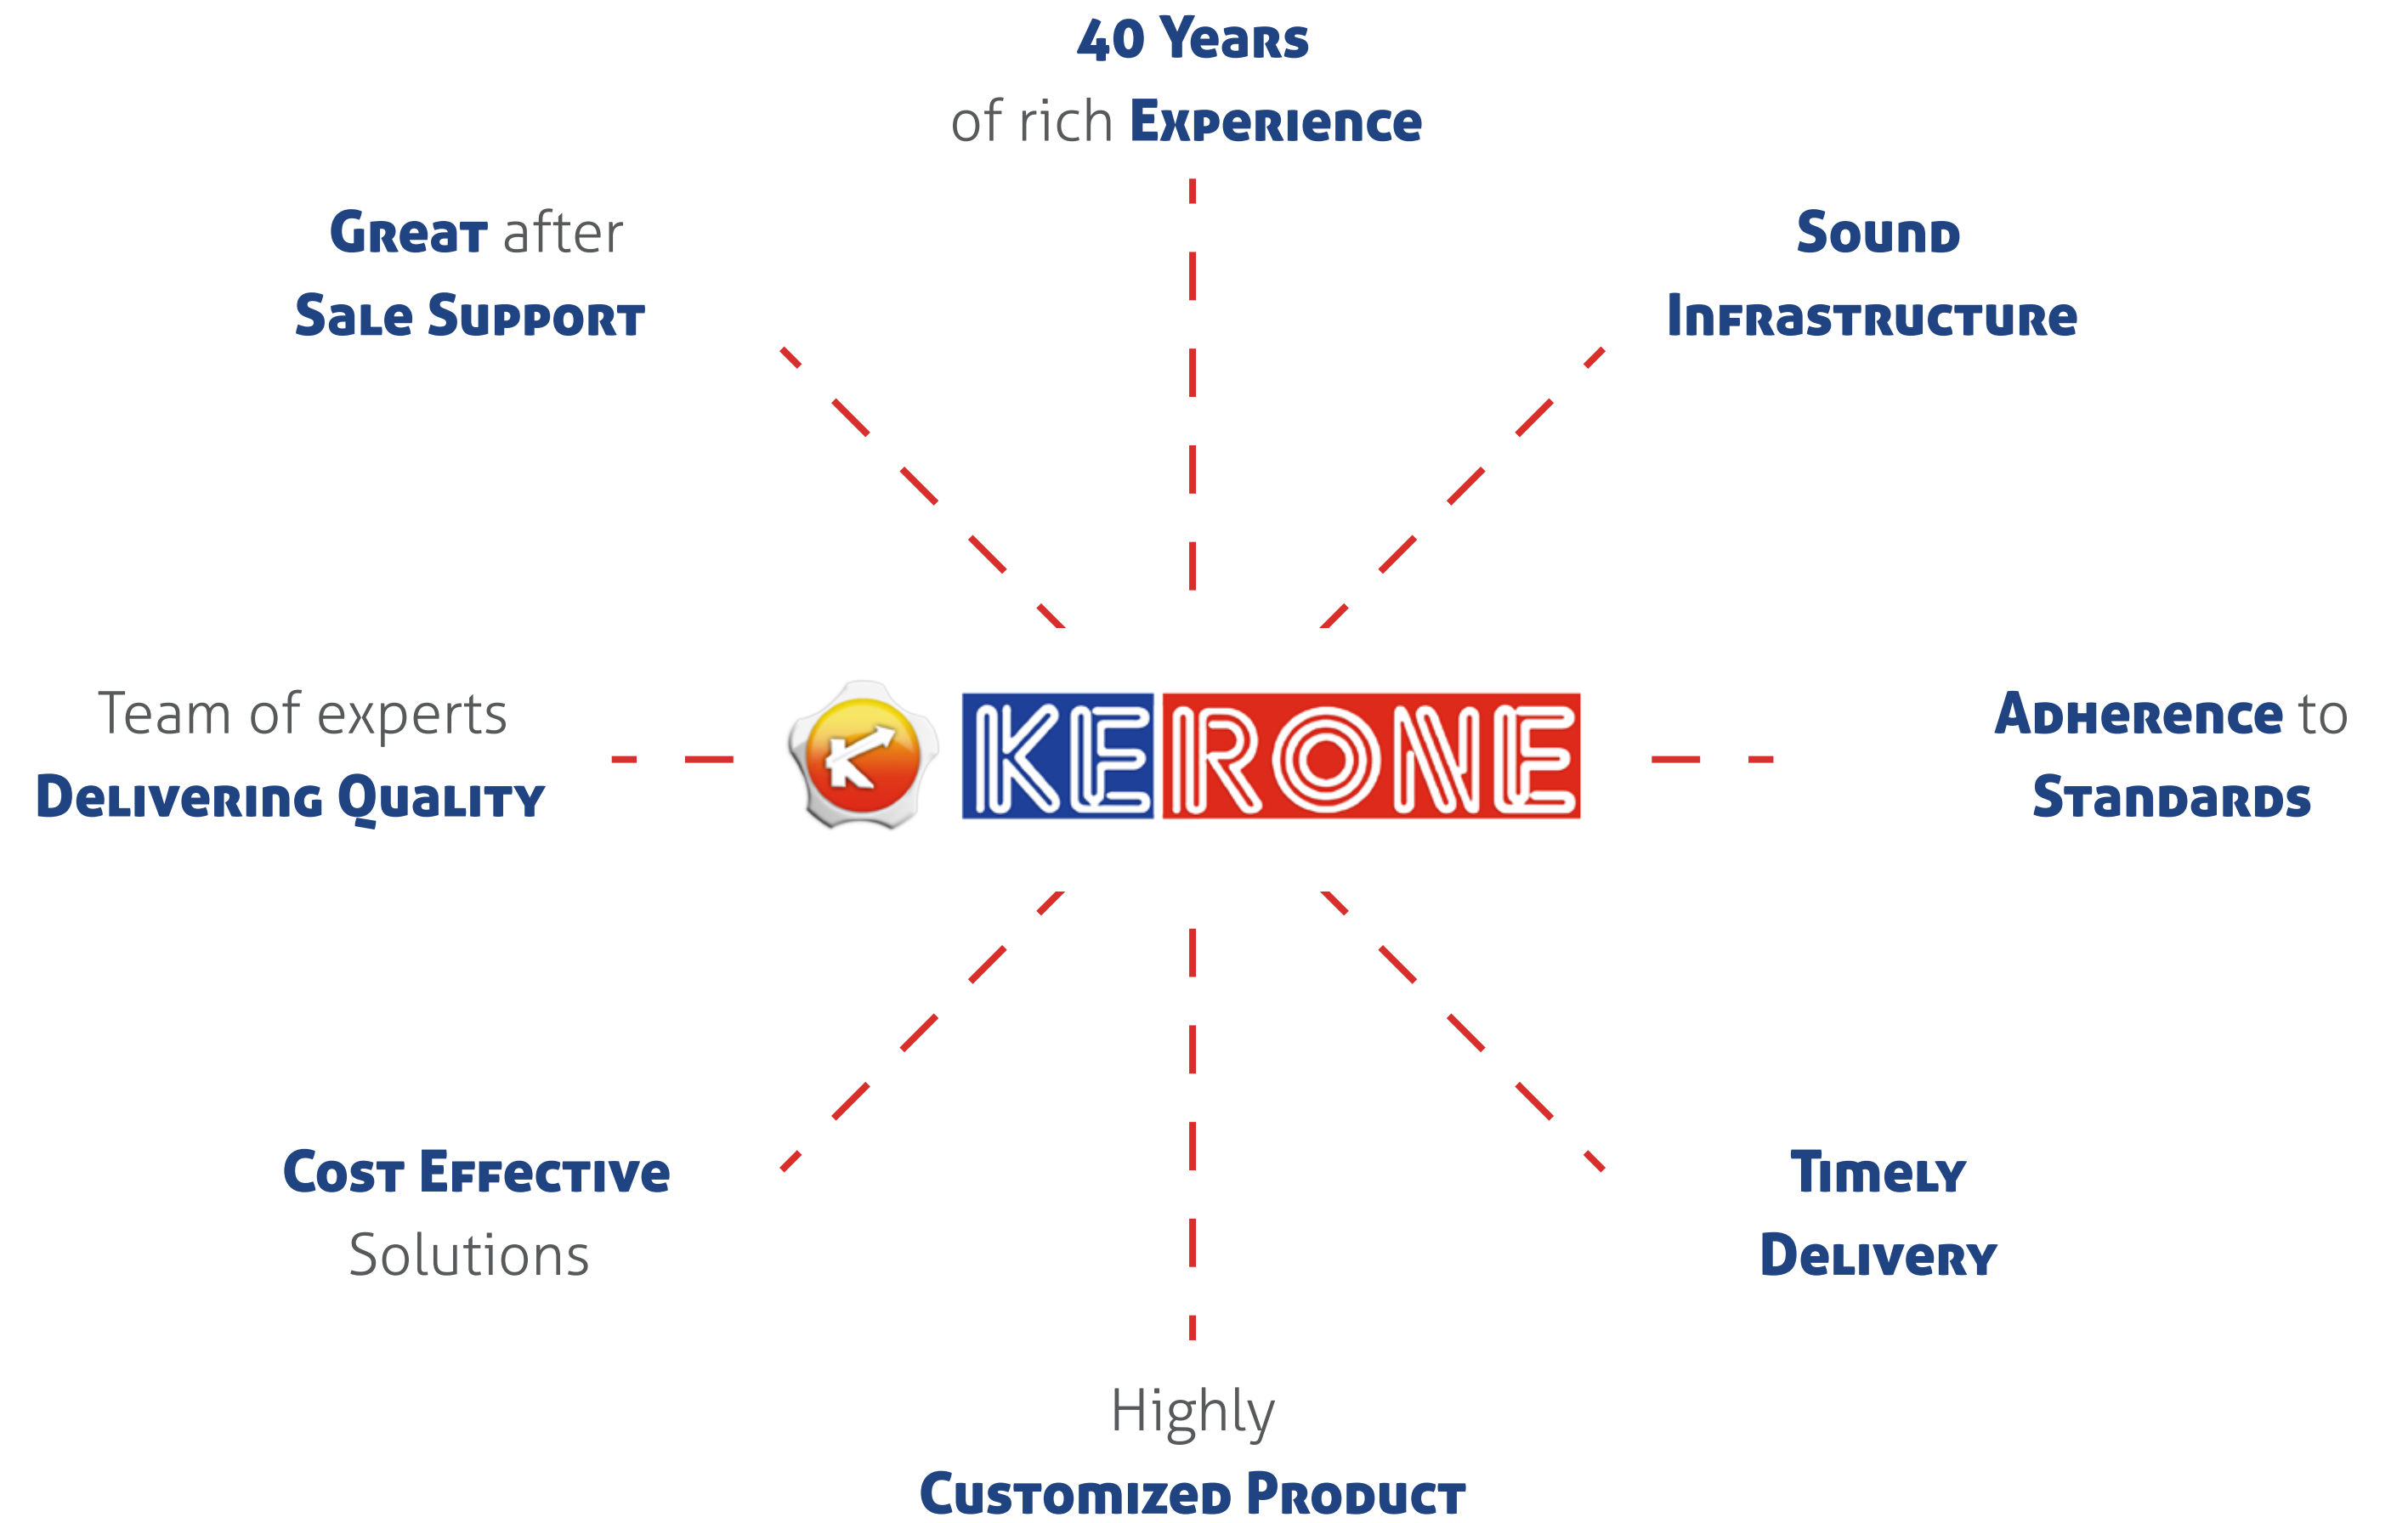 40 Years
of rich Experience
Great after
Sale Support
Sound
Infrastructure
Team of experts
Delivering Quality
K KERONE
Adherence to
Standards
Cost Effective
Solutions
Timely
Delivery
Highly
Customized Product